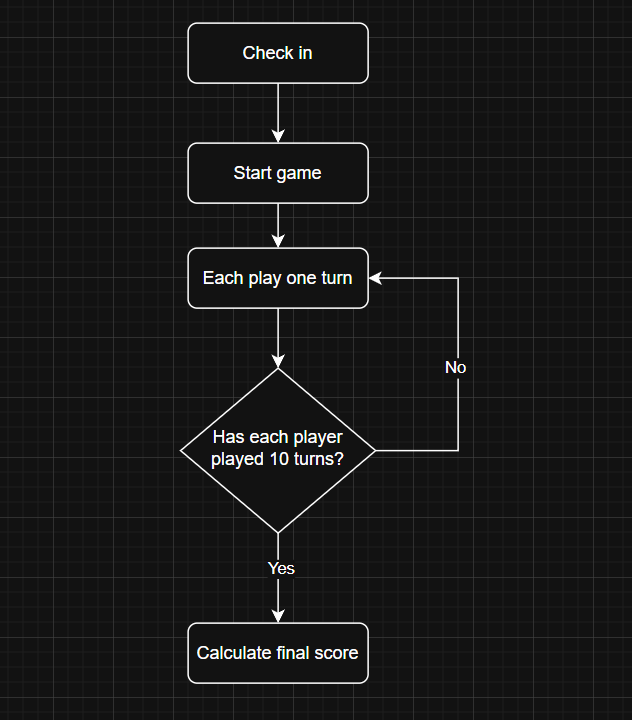 Check in
Start game
Each play one turn
No
Has each player
played 10 turns?
Yes
Calculate final score